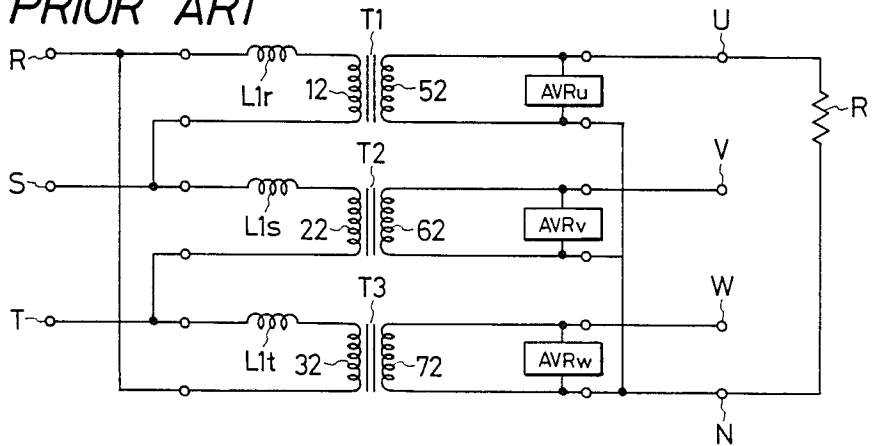 PRIOR ART
T1
U
R
L1r
12
52
AVRu
R
T2
V
S
L1s
22
62
AVRv
T3
W
T
L1t
32
72
AVRw
N